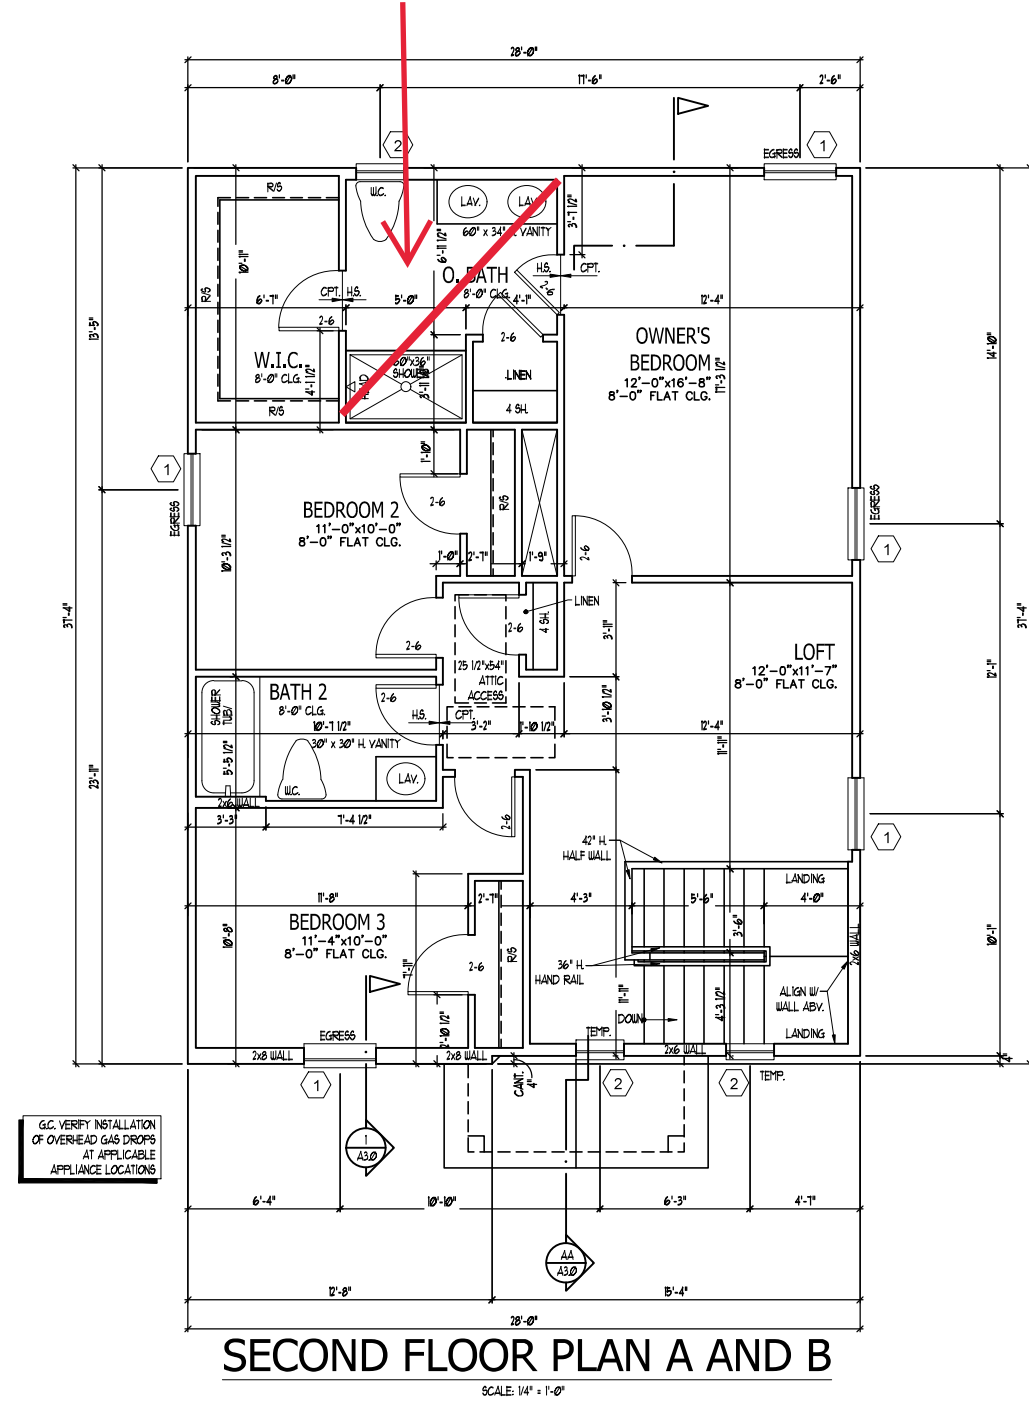 28'-0"
8'-0"
17'-6"
2'-6"
2
1
EGRESS
R/S
W.C.
LAV.
LAV.
3'-7 1/2"
60" x 34" H. VANITY
6'-11 1/2"
10'-11"
O. BATH
8'-0" CLG.
H.S.
CPT.
2-6
R/S
6'-7"
CPT.
H.S.
5'-0"
4'-1"
12'-4"
2-6
2-6
13'-5"
OWNER'S
BEDROOM
12'-0"x16'-8"
8'-0" FLAT CLG.
17'-3 1/2"
14'-10"
W.I.C.
8'-0" CLG.
4'-1 1/2"
SHOWER
3'-11 1/2"
LINEN
4 SH.
R/S
37'-4"
1
1'-10"
BEDROOM 2
11'-0"x10'-0"
8'-0" FLAT CLG.
2-6
R/S
EGRESS
EGRESS
1
10'-3 1/2"
1'-0"
2'-7"
1'-9"
2-6
LINEN
2-6
2-6
4 SH.
3'-11"
37'-4"
25 1/2"x54"
ATTIC
ACCESS
LOFT
12'-0"x11'-7"
8'-0" FLAT CLG.
12'-1"
SHOWER
TUB/
BATH 2
8'-0" CLG.
2-6
10'-7 1/2"
H.S.
CPT.
3'-2"
1'-10 1/2"
3'-10 1/2"
12'-4"
11'-11"
30" x 30" H. VANITY
5'-5 1/2"
23'-11"
W.C.
LAV.
2x6 WALL
3'-3"
7'-4 1/2"
2-6
1
42" H.
HALF WALL
LANDING
11'-8"
2'-7"
4'-3"
5'-6"
4'-0"
BEDROOM 3
11'-4"x10'-0"
8'-0" FLAT CLG.
10'-8"
7'-11"
2-6
R/S
3'-6"
2x6 WALL
10'-1"
36" H.
HAND RAIL
11'-11"
4'-3 1/2"
ALIGN W/
WALL ABV.
DOWN
LANDING
2'-10 1/2"
EGRESS
TEMP.
2x8 WALL
2x8 WALL
2x6 WALL
4"
1
CANT.
4"
2
2
TEMP.
G.C. VERIFY INSTALLATION
OF OVERHEAD GAS DROPS
AT APPLICABLE
APPLIANCE LOCATIONS
1
A3.0
6'-4"
10'-10"
6'-3"
4'-7"
AA
A3.0
12'-8"
15'-4"
28'-0"
SECOND FLOOR PLAN A AND B
SCALE: 1/4" = 1'-0"